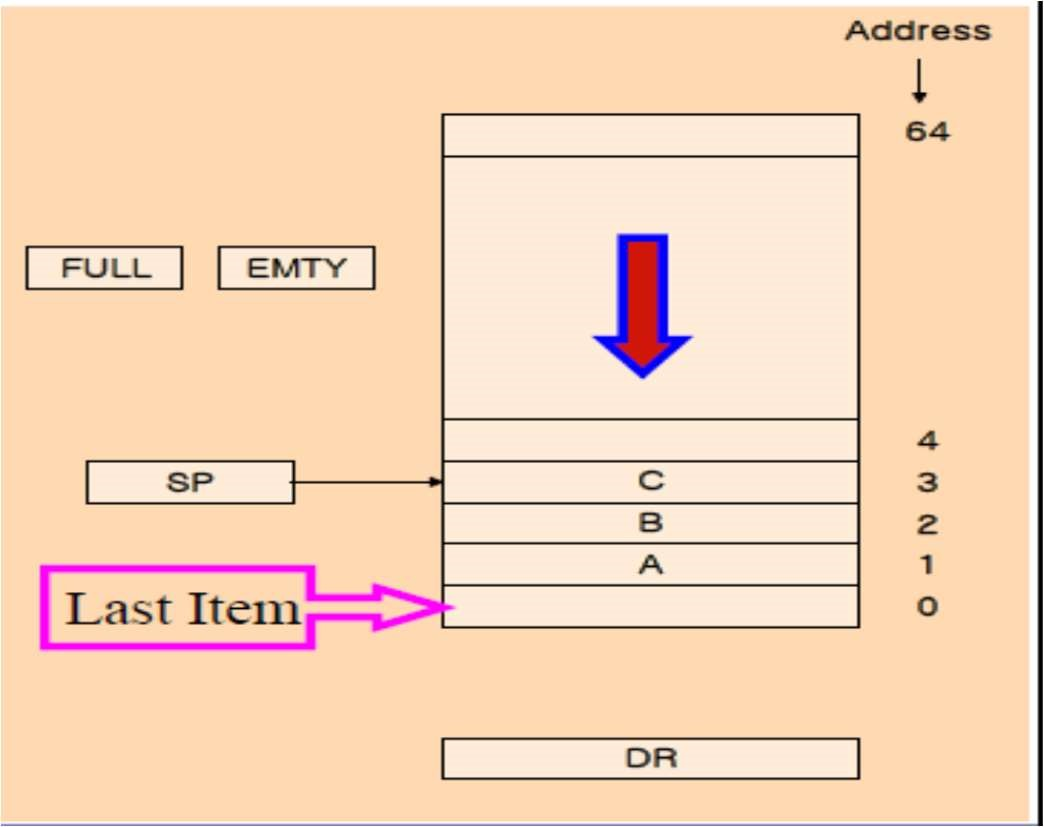 Address
64
FULL EMTY
4
SP C 3
B 2
A 1
Last Item 0
DR